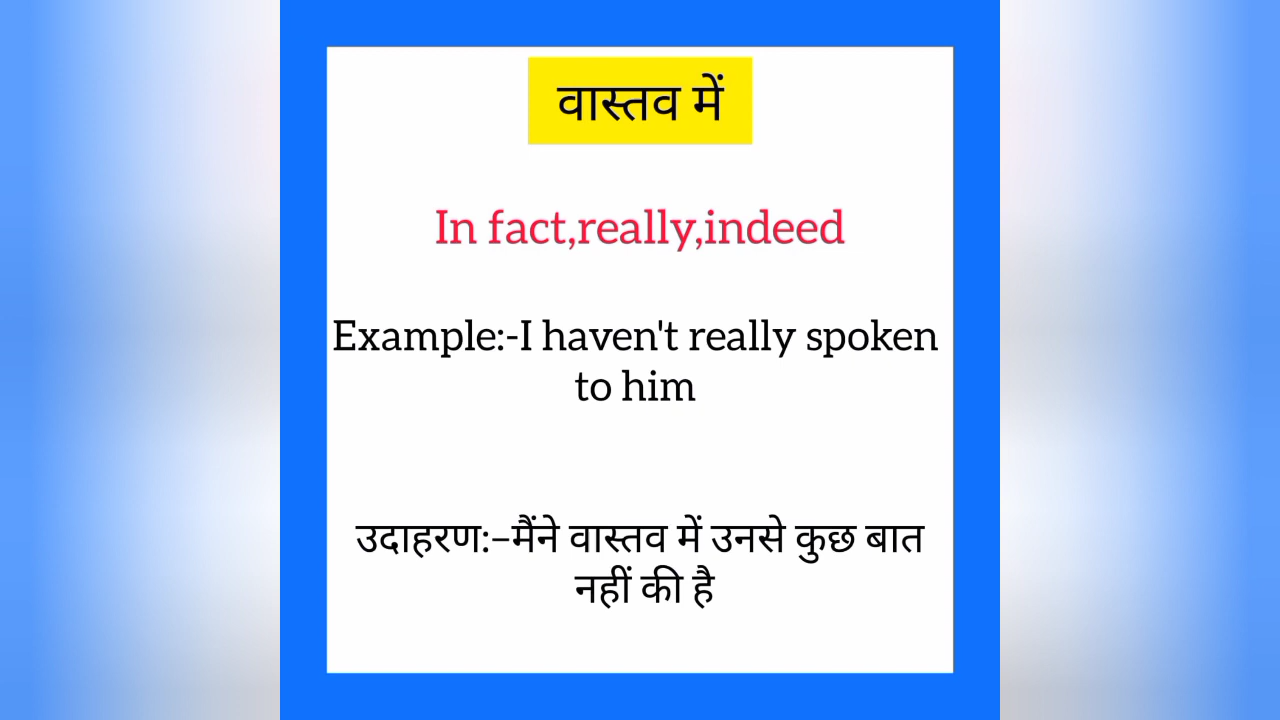 वास्तव में
In fact,really,indeed
Example:-I haven't really spoken
to him
उदाहरण:–मैंने वास्तव में उनसे कुछ बात
नहीं की है